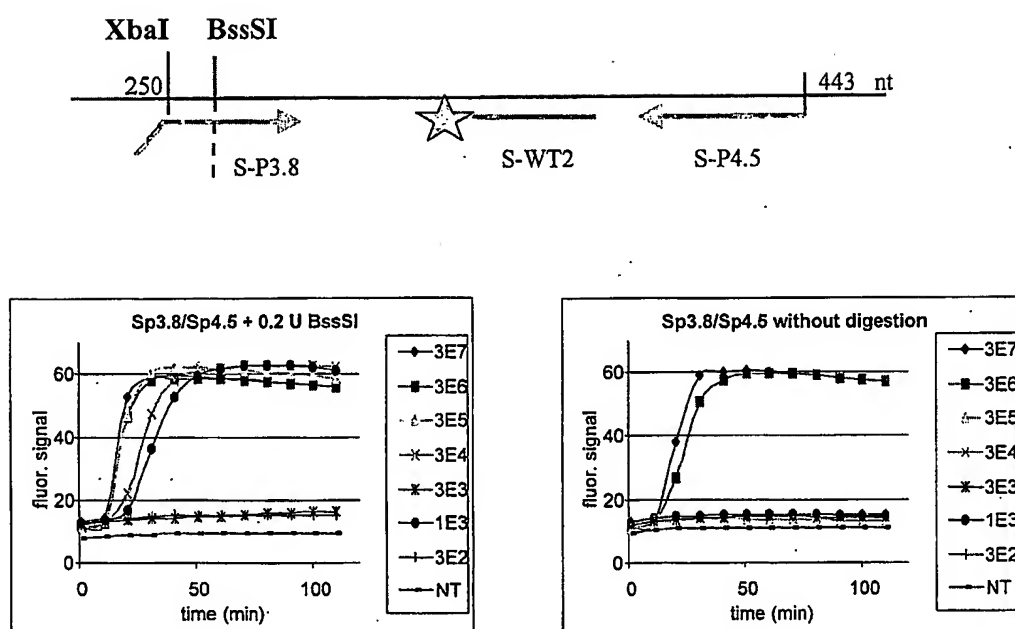 XbaI BssSI
250
443 nt
S-P3.8
S-WT2
S-P4.5
Sp3.8/Sp4.5 + 0.2 U BssSI
fluor. signal
60
40
20
0
0 50 100
time (min)
3E7
3E6
3E5
3E4
3E3
1E3
3E2
NT
Sp3.8/Sp4.5 without digestion
fluor. signal
60
40
20
0
0 50 100
time (min)
3E7
3E6
3E5
3E4
3E3
1E3
3E2
NT